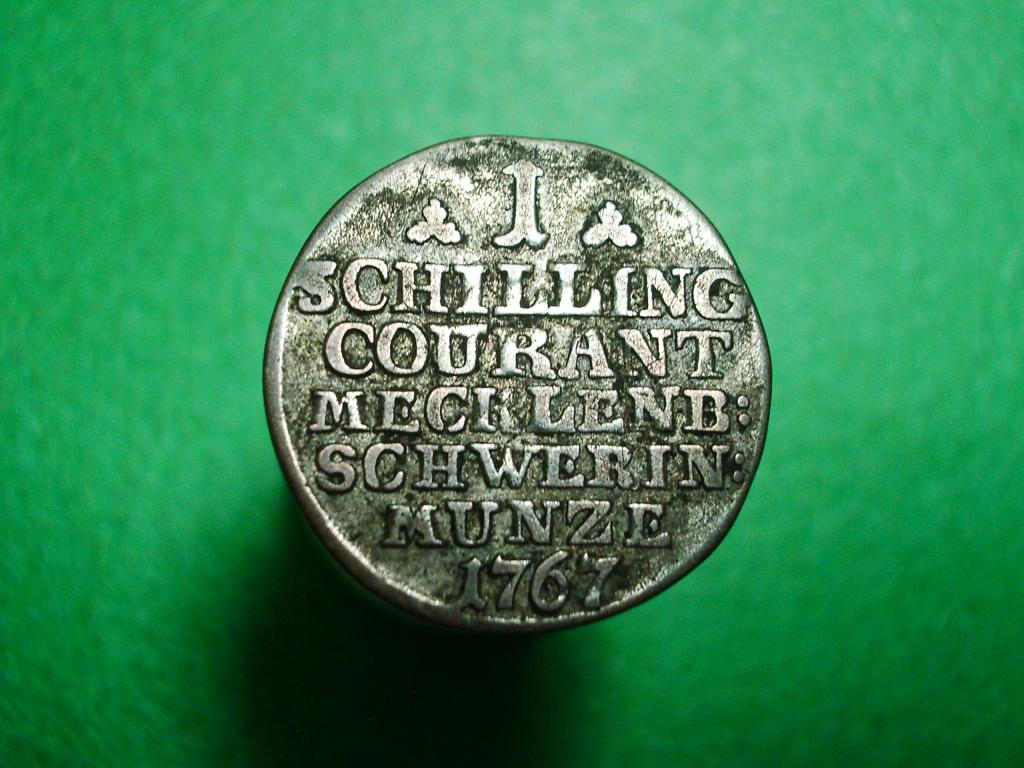 1
SCHILLING
COURANT
MECKLENB:
SCHWERIN:
MUNZE
1767